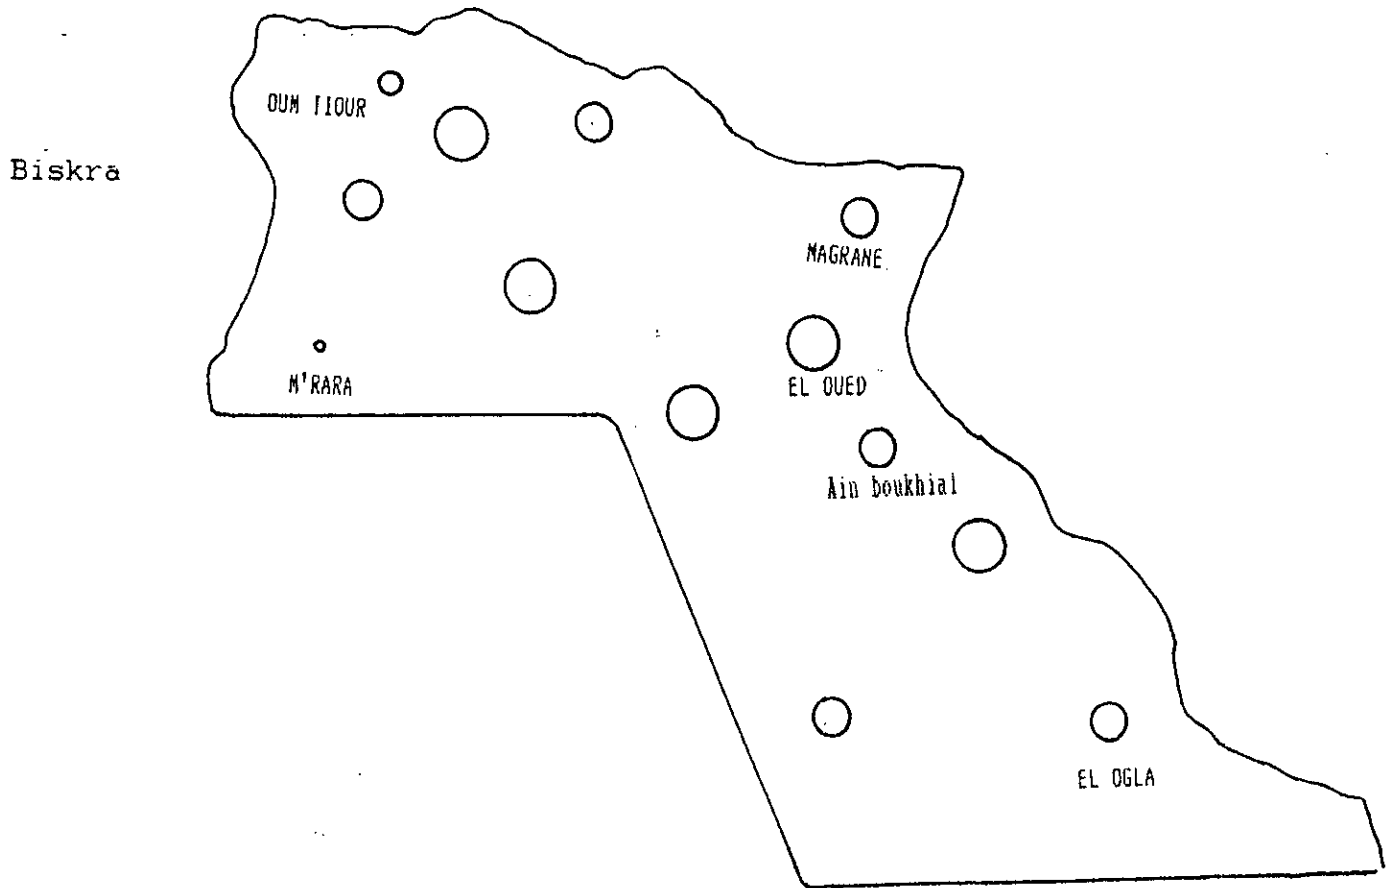 OUM TIOUR
Biskra
MAGRANE
M'RARA
EL OUED
Ain boukhial
EL OGLA